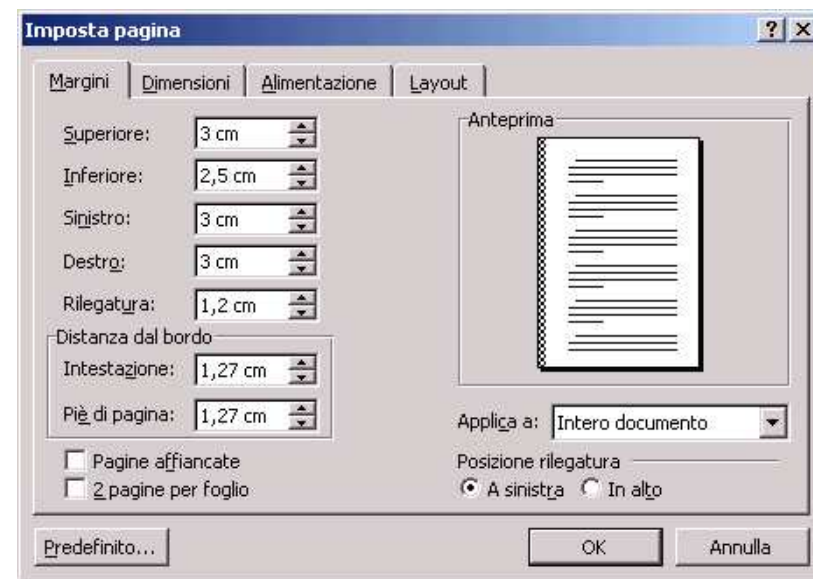 Imposta pagina
Margini Dimensioni Alimentazione Layout
Superiore: 3 cm
Inferiore: 2,5 cm
Sinistro: 3 cm
Destro: 3 cm
Rilegatura: 1,2 cm
Distanza dal bordo
Intestazione: 1,27 cm
Piè di pagina: 1,27 cm
Pagine affiancate
2 pagine per foglio
Anteprima
Applica a: Intero documento
Posizione rilegatura
A sinistra In alto
Predefinito... OK Annulla